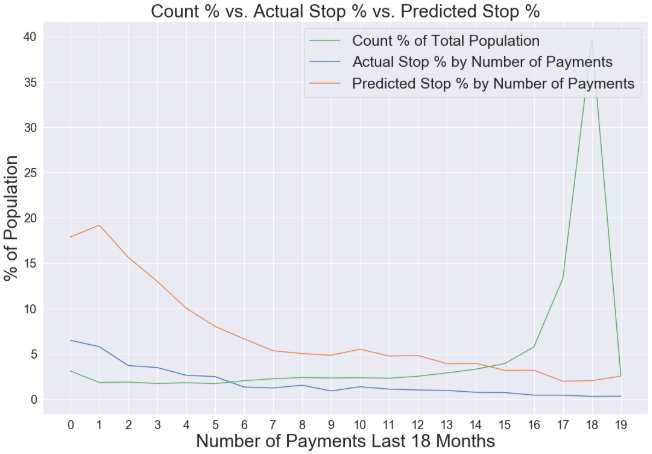 Count % vs. Actual Stop % vs. Predicted Stop %
Count % of Total Population
Actual Stop % by Number of Payments
Predicted Stop % by Number of Payments
40
35
30
25
20
15
10
5
0
% of Population
0 1 2 3 4 5 6 7 8 9 10 11 12 13 14 15 16 17 18 19
Number of Payments Last 18 Months